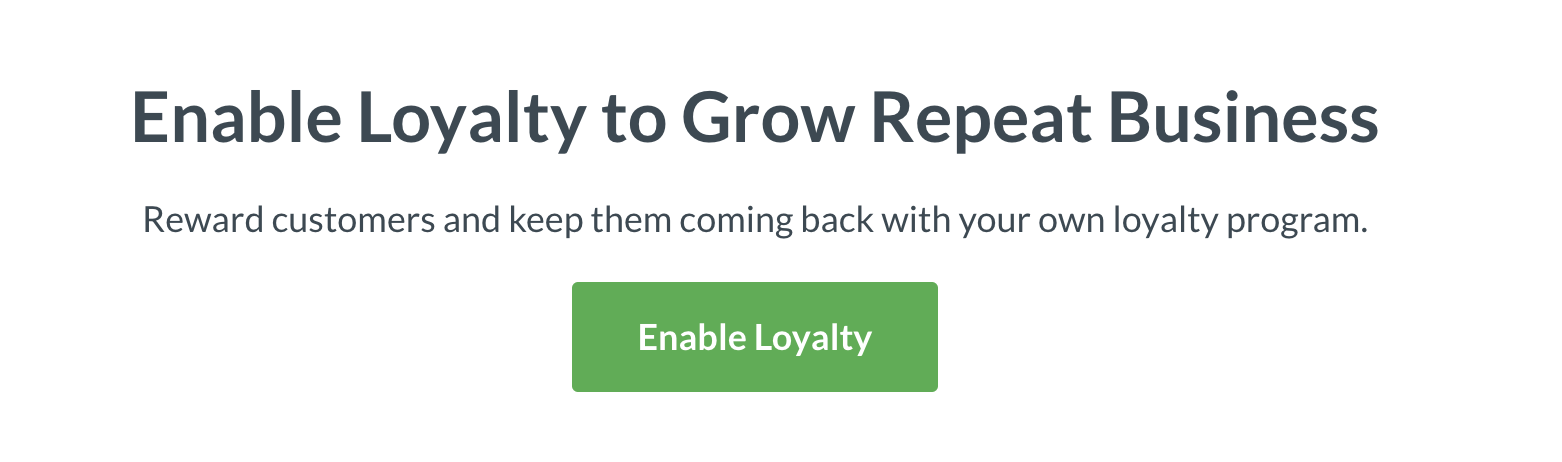 Enable Loyalty to Grow Repeat Business
Reward customers and keep them coming back with your own loyalty program.
Enable Loyalty